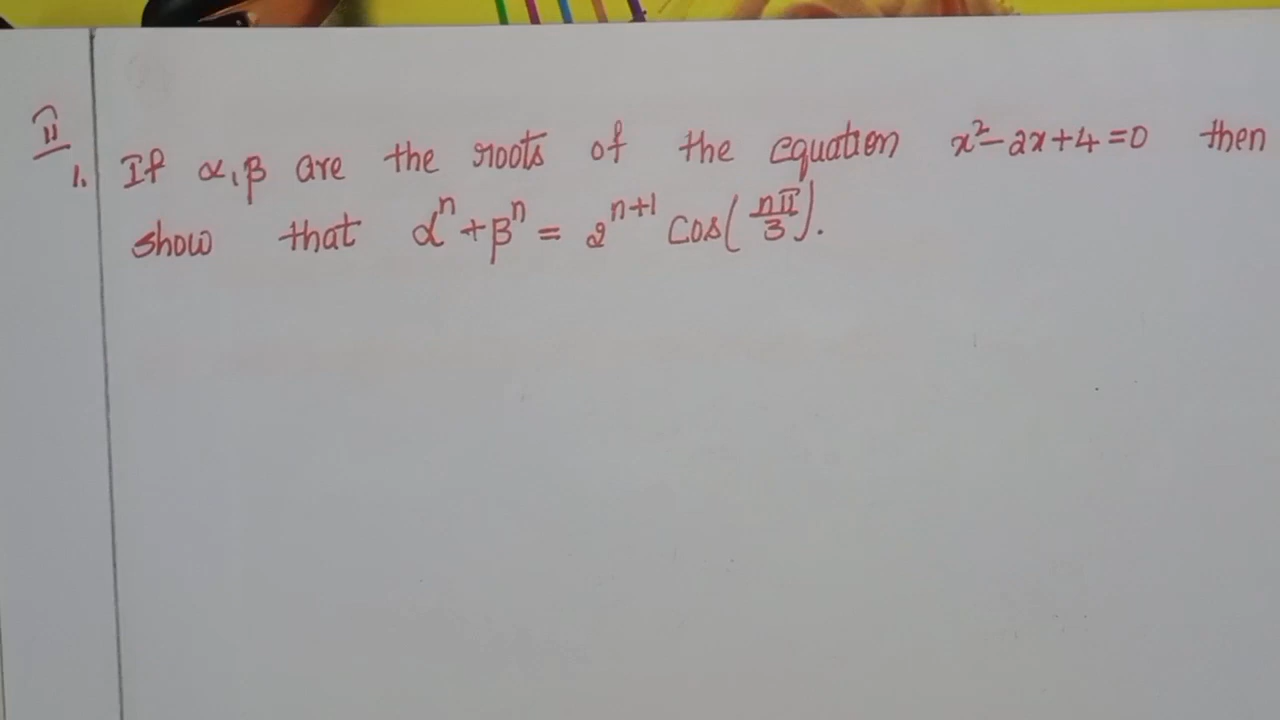 II
1. If α,β are the roots of the equation x²-2x+4=0 then
show that αⁿ+βⁿ = 2ⁿ⁺¹ cos(nπ/3).